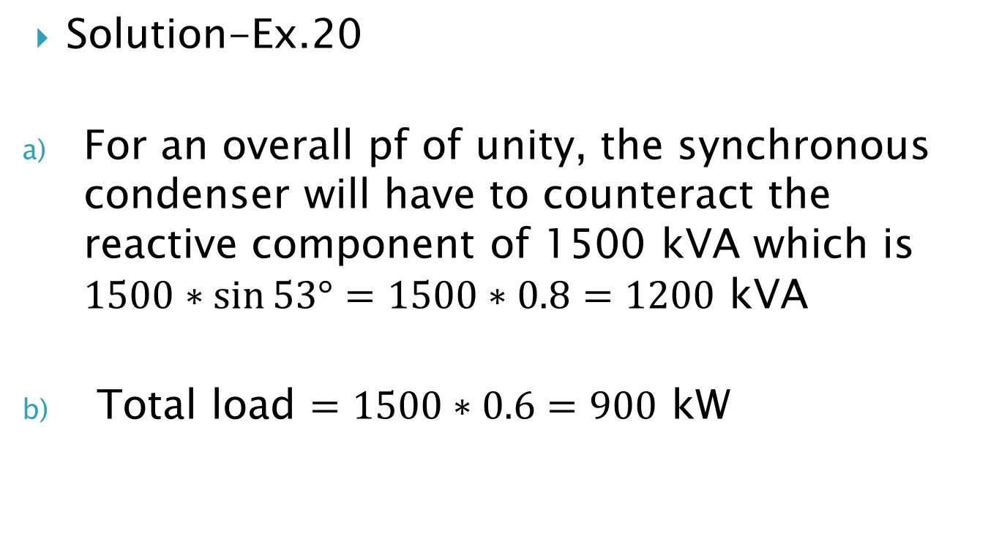 Solution-Ex.20
a) For an overall pf of unity, the synchronous
condenser will have to counteract the
reactive component of 1500 kVA which is
1500 * sin 53° = 1500 * 0.8 = 1200 kVA
b) Total load = 1500 * 0.6 = 900 kW